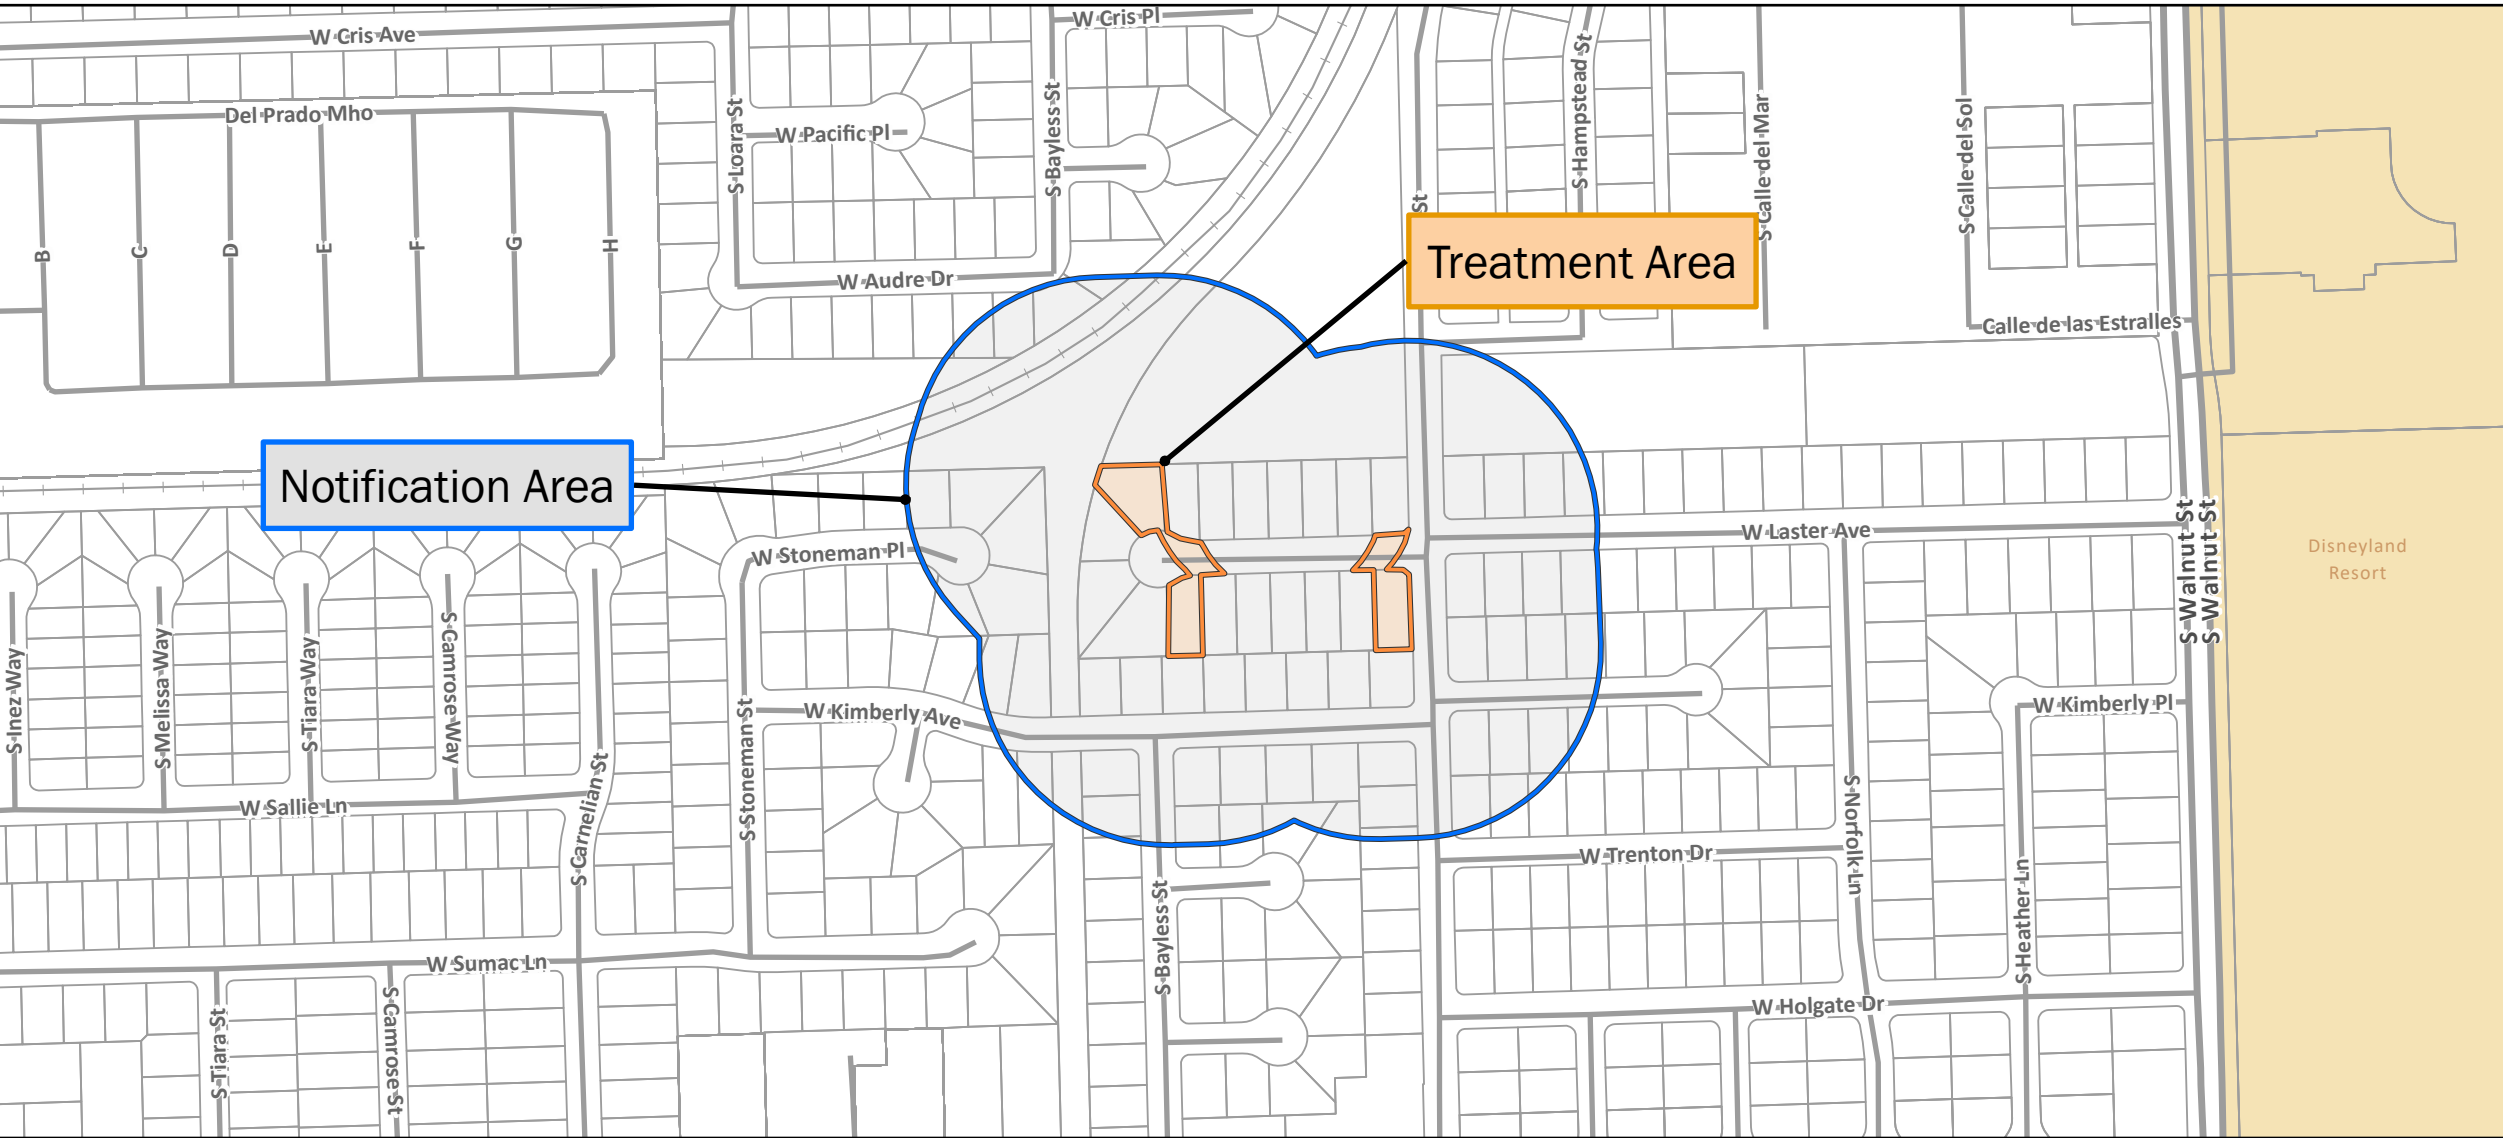 W Cris Ave
W Cris Pl
Del Prado Mho
W Pacific Pl
S Loara St
S Bayless St
S Hampstead St
S Calle del Mar
S Calle del Sol
St
B
C
D
E
F
G
H
W Audre Dr
Treatment Area
Calle de las Estralles
Notification Area
W Stoneman Pl
W Laster Ave
S Walnut St
S Walnut St
Disneyland
Resort
S Inez Way
S Melissa Way
S Tiara Way
S Camrose Way
S Carnelian St
S Stoneman St
W Kimberly Ave
W Kimberly Pl
W Sallie Ln
S Norfolk Ln
W Trenton Dr
S Bayless St
S Heather Ln
W Sumac Ln
W Holgate Dr
S Tiara St
S Camrose St